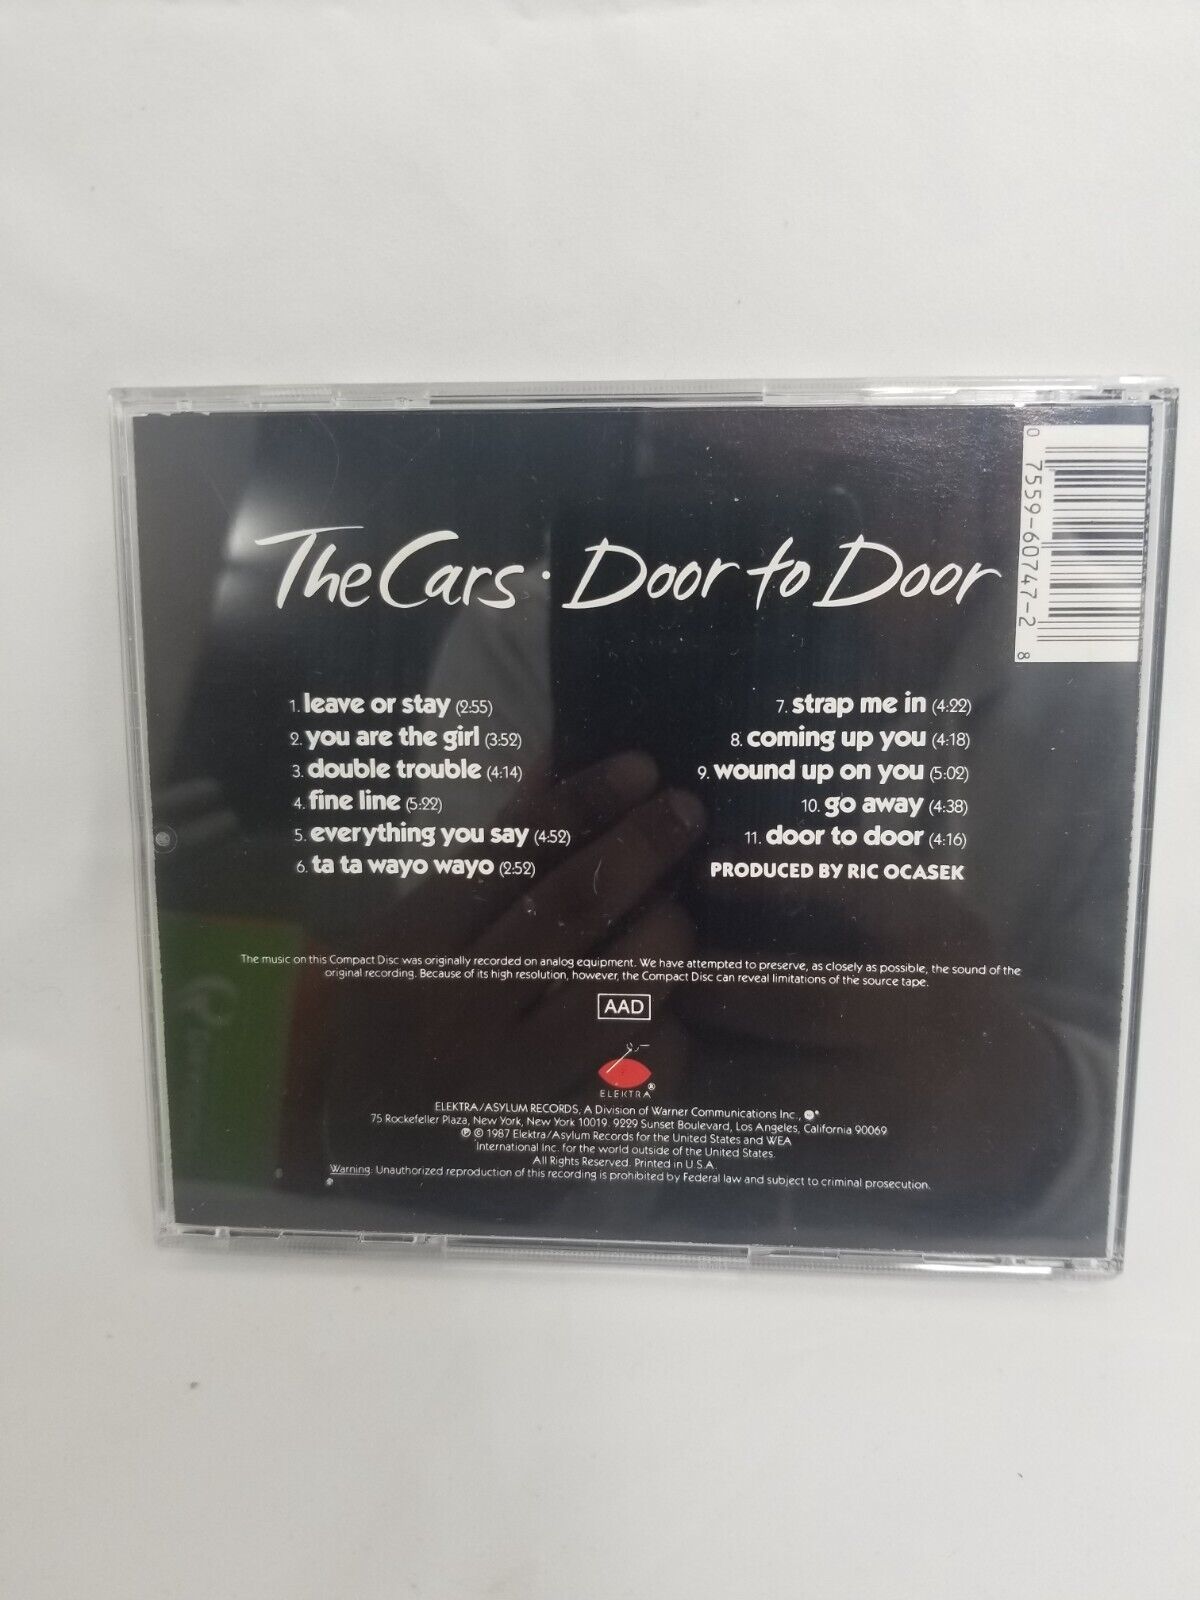 The Cars · Door to Door
1. leave or stay (2:55)
2. you are the girl (3:52)
3. double trouble (4:14)
4. fine line (5:22)
5. everything you say (4:52)
6. ta ta wayo wayo (2:52)
7. strap me in (4:22)
8. coming up you (4:18)
9. wound up on you (5:02)
10. go away (4:38)
11. door to door (4:16)
PRODUCED BY RIC OCASEK
0 7559-60747-2 8
The music on this Compact Disc was originally recorded on analog equipment. We have attempted to preserve, as closely as possible, the sound of the
original recording. Because of its high resolution, however, the Compact Disc can reveal limitations of the source tape.
AAD
ELEKTRA ®
ELEKTRA/ASYLUM RECORDS, A Division of Warner Communications Inc.,
75 Rockefeller Plaza, New York, New York 10019. 9229 Sunset Boulevard, Los Angeles, California 90069
℗ © 1987 Elektra/Asylum Records for the United States and WEA
International Inc. for the world outside of the United States.
All Rights Reserved. Printed in U.S.A.
Warning: Unauthorized reproduction of this recording is prohibited by Federal law and subject to criminal prosecution.